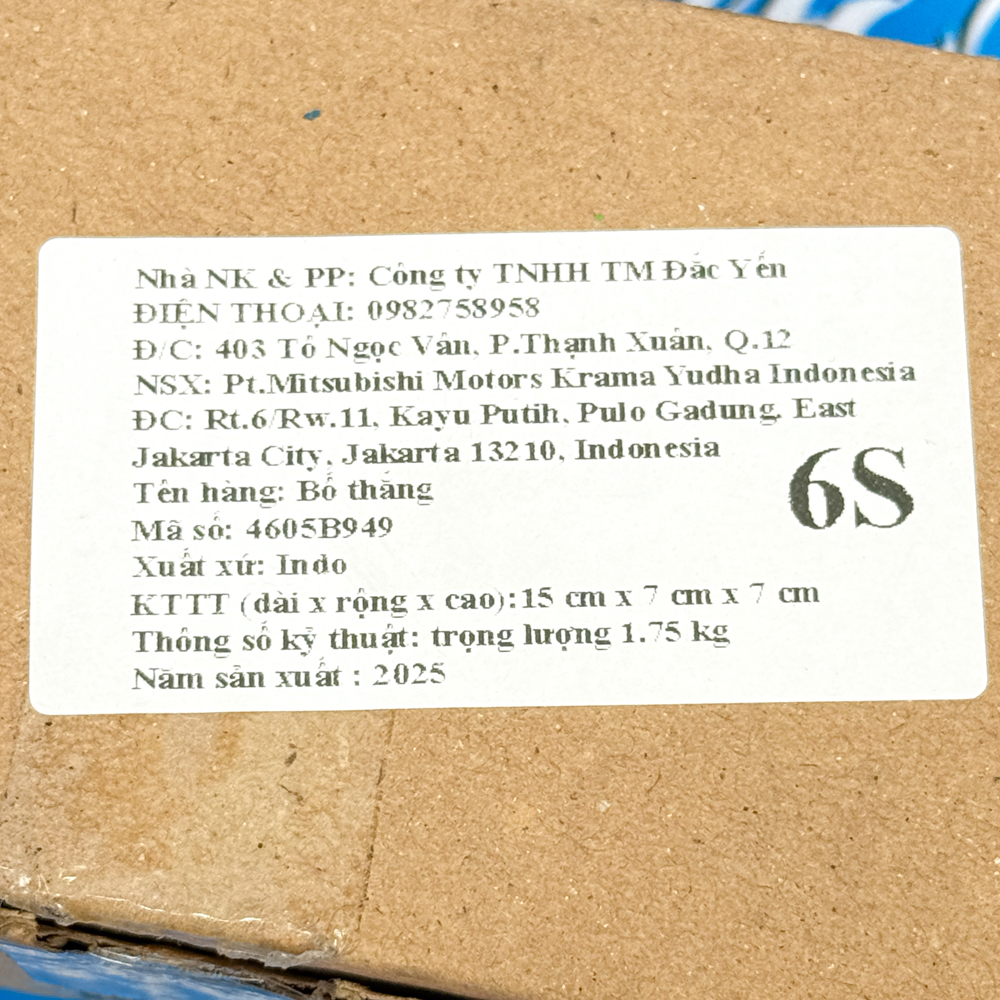 Nhà NK & PP: Công ty TNHH TM Đắc Yến
ĐIỆN THOẠI: 0982758958
Đ/C: 403 Tô Ngọc Vân, P.Thạnh Xuân, Q.12
NSX: Pt.Mitsubishi Motors Krama Yudha Indonesia
ĐC: Rt.6/Rw.11, Kayu Putih, Pulo Gadung. East
Jakarta City, Jakarta 13210, Indonesia
Tên hàng: Bố thắng
Mã số: 4605B949
6S
Xuất xứ: Indo
KTTT (dài x rộng x cao):15 cm x 7 cm x 7 cm
Thông số kỹ thuật: trọng lượng 1.75 kg
Năm sản xuất : 2025